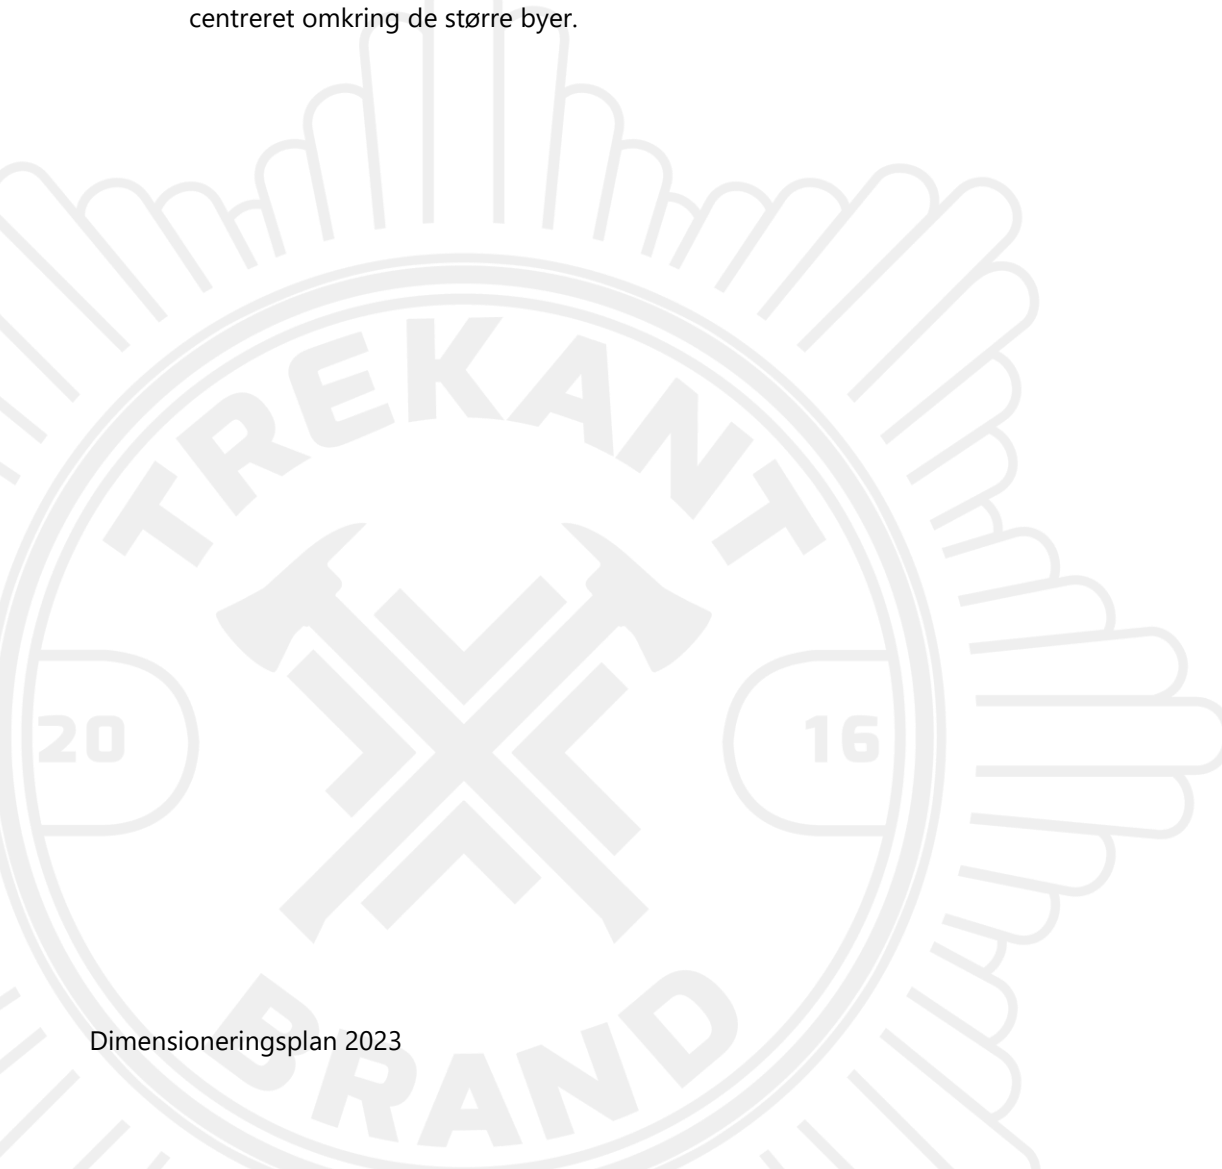 centreret omkring de større byer.
TREKANT
20 16
BRAND
Dimensioneringsplan 2023